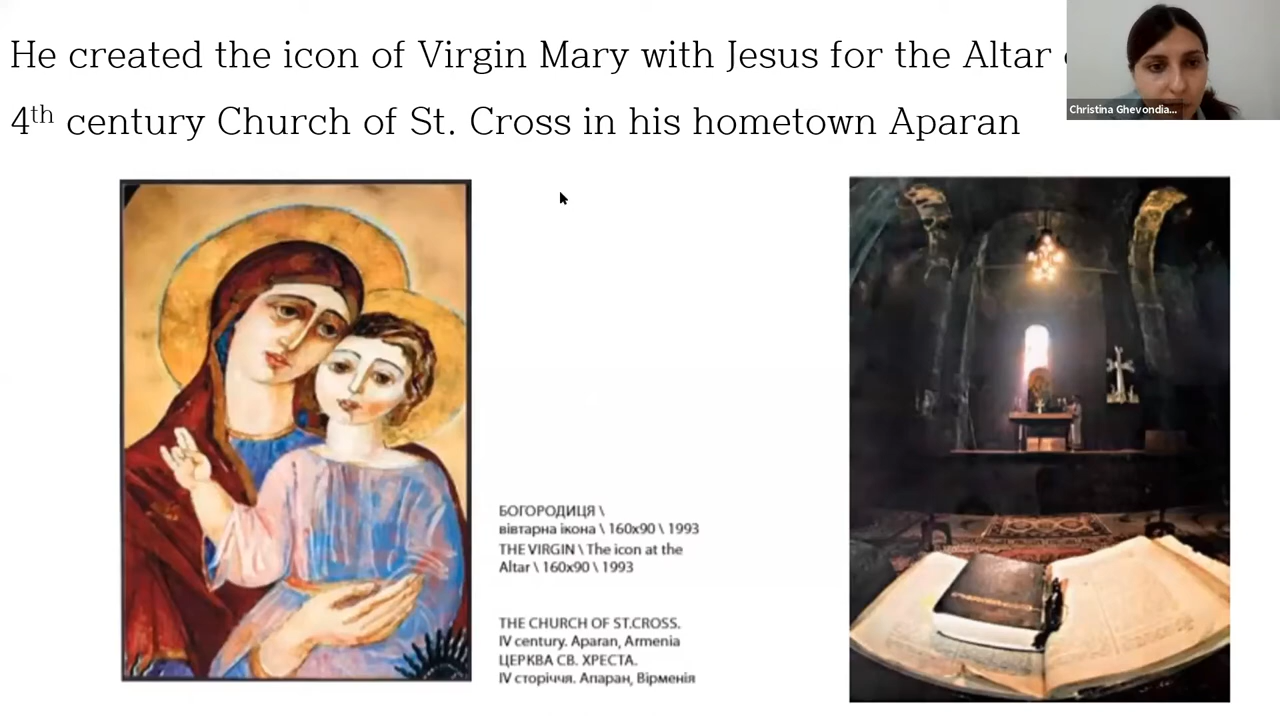 He created the icon of Virgin Mary with Jesus for the Altar
4th century Church of St. Cross in his hometown Aparan
Christina Ghevondia...
БОГОРОДИЦЯ \
вівтарна ікона \ 160x90 \ 1993
THE VIRGIN \ The icon at the
Altar \ 160x90 \ 1993
THE CHURCH OF ST.CROSS.
IV century. Aparan, Armenia
ЦЕРКВА СВ. ХРЕСТА.
IV сторіччя. Апаран, Вірменія